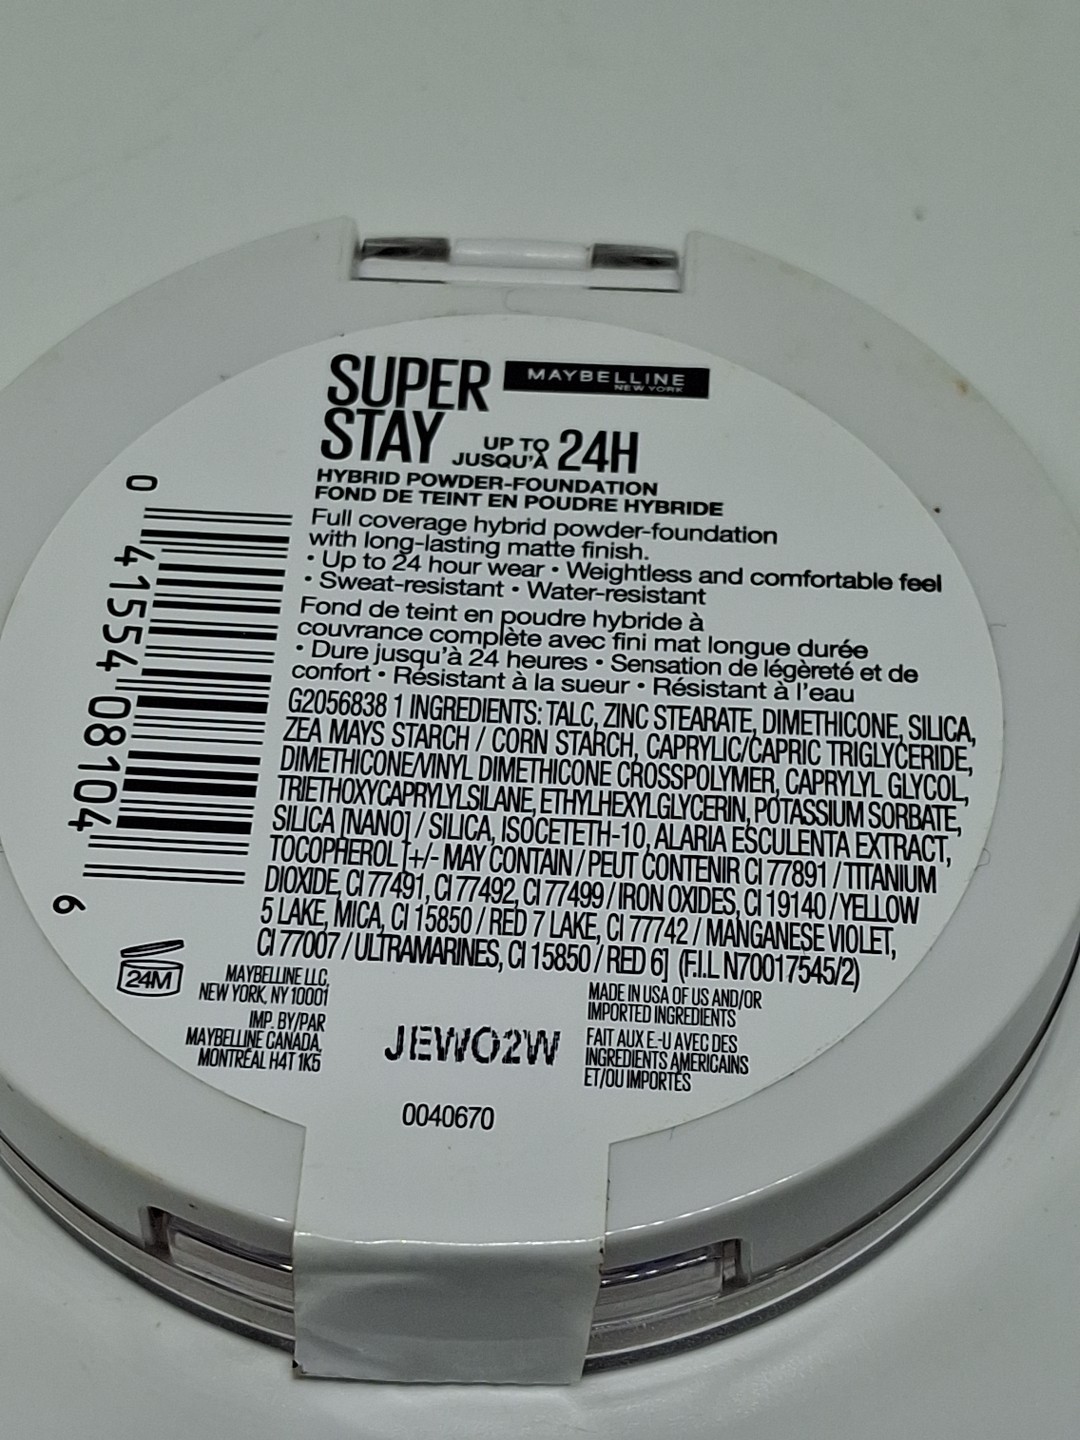 SUPER
STAY
MAYBELLINE
NEW YORK
UP TO
JUSQU'À
24H
HYBRID POWDER-FOUNDATION
FOND DE TEINT EN POUDRE HYBRIDE
Full coverage hybrid powder-foundation
with long-lasting matte finish.
• Up to 24 hour wear • Weightless and comfortable feel
• Sweat-resistant • Water-resistant
Fond de teint en poudre hybride à
couvrance complète avec fini mat longue durée
• Dure jusqu'à 24 heures • Sensation de légèreté et de
confort • Résistant à la sueur • Résistant à l'eau
G2056838 1 INGREDIENTS: TALC, ZINC STEARATE, DIMETHICONE, SILICA,
ZEA MAYS STARCH / CORN STARCH, CAPRYLIC/CAPRIC TRIGLYCERIDE,
DIMETHICONE/VINYL DIMETHICONE CROSSPOLYMER, CAPRYLYL GLYCOL,
TRIETHOXYCAPRYLYLSILANE, ETHYLHEXYLGLYCERIN, POTASSIUM SORBATE,
SILICA [NANO] / SILICA, ISOCETETH-10, ALARIA ESCULENTA EXTRACT,
TOCOPHEROL [+/- MAY CONTAIN / PEUT CONTENIR CI 77891 / TITANIUM
DIOXIDE, CI 77491, CI 77492, CI 77499 / IRON OXIDES, CI 19140 / YELLOW
5 LAKE, MICA, CI 15850 / RED 7 LAKE, CI 77742 / MANGANESE VIOLET,
CI 77007 / ULTRAMARINES, CI 15850 / RED 6] (F.I.L N70017545/2)
0 41554 08104 6
24M
MAYBELLINE LLC,
NEW YORK, NY 10001
IMP. BY/PAR
MAYBELLINE CANADA,
MONTRÉAL H4T 1K5
JEW02W
0040670
MADE IN USA OF US AND/OR
IMPORTED INGREDIENTS
FAIT AUX É.-U AVEC DES
INGRÉDIENTS AMÉRICAINS
ET/OU IMPORTÉS